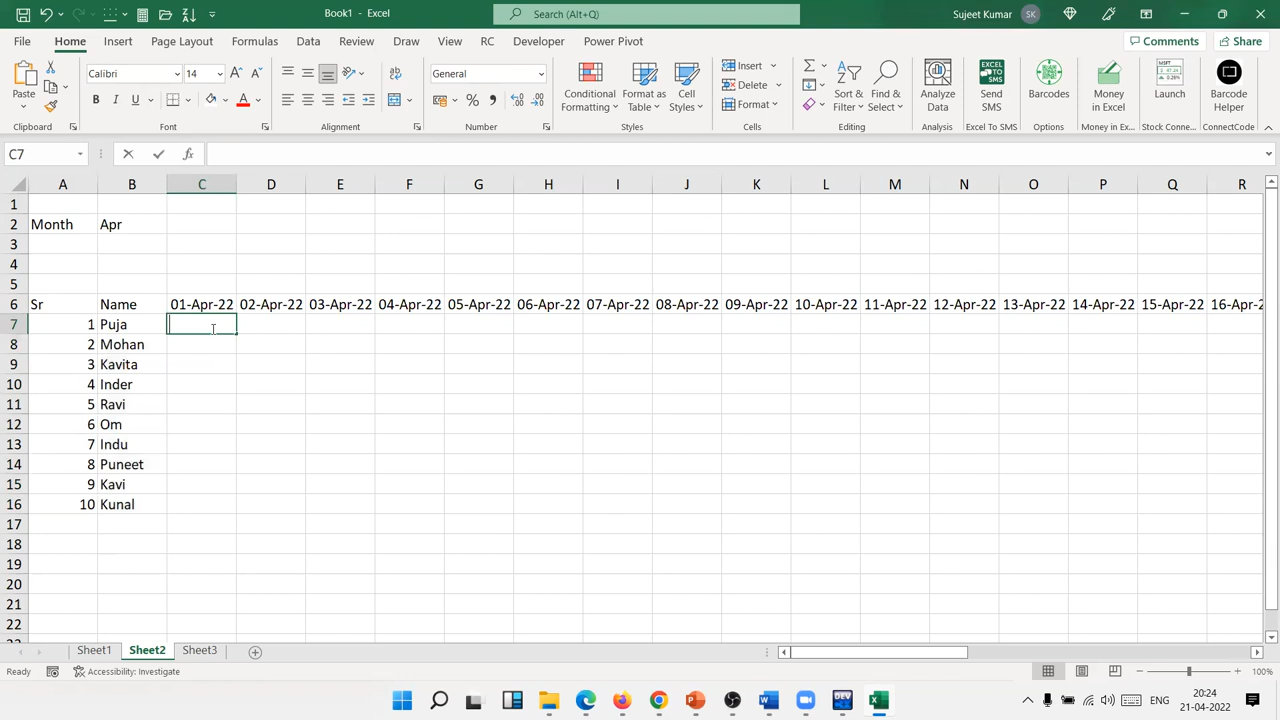 Book1 - Excel
Search (Alt+Q)
Sujeet Kumar
SK
File
Home
Insert
Page Layout
Formulas
Data
Review
Draw
View
RC
Developer
Power Pivot
Comments
Share
Paste
Calibri
14
B I U
General
Conditional Formatting
Format as Table
Cell Styles
Insert
Delete
Format
Sort & Filter
Find & Select
Analyze Data
Send SMS
Barcodes
Money in Excel
Launch
Barcode Helper
Clipboard
Font
Alignment
Number
Styles
Cells
Editing
Analysis
Excel To SMS
Options
Money in Ex...
Stock Connec...
ConnectCode
C7
fx
A B C D E F G H I J K L M N O P Q R
1
2 Month Apr
3
4
5
6 Sr Name 01-Apr-22 02-Apr-22 03-Apr-22 04-Apr-22 05-Apr-22 06-Apr-22 07-Apr-22 08-Apr-22 09-Apr-22 10-Apr-22 11-Apr-22 12-Apr-22 13-Apr-22 14-Apr-22 15-Apr-22 16-Apr-2
7 1 Puja
8 2 Mohan
9 3 Kavita
10 4 Inder
11 5 Ravi
12 6 Om
13 7 Indu
14 8 Puneet
15 9 Kavi
16 10 Kunal
17
18
19
20
21
22
Sheet1
Sheet2
Sheet3
Ready
Accessibility: Investigate
100%
ENG
20:24
21-04-2022